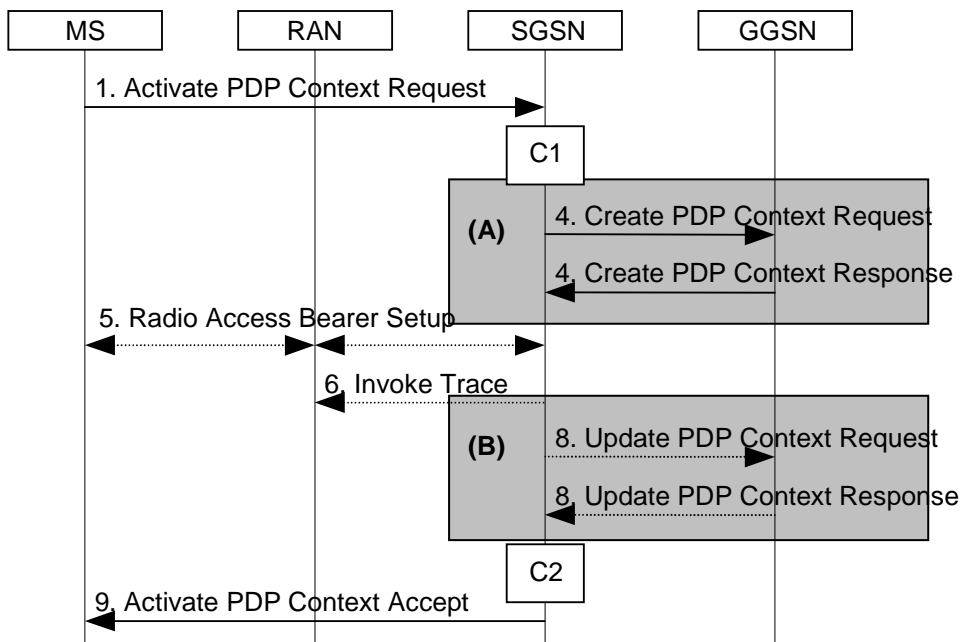 MS
RAN
SGSN
GGSN
1. Activate PDP Context Request
C1
(A)
4. Create PDP Context Request
4. Create PDP Context Response
5. Radio Access Bearer Setup
6. Invoke Trace
(B)
8. Update PDP Context Request
8. Update PDP Context Response
C2
9. Activate PDP Context Accept